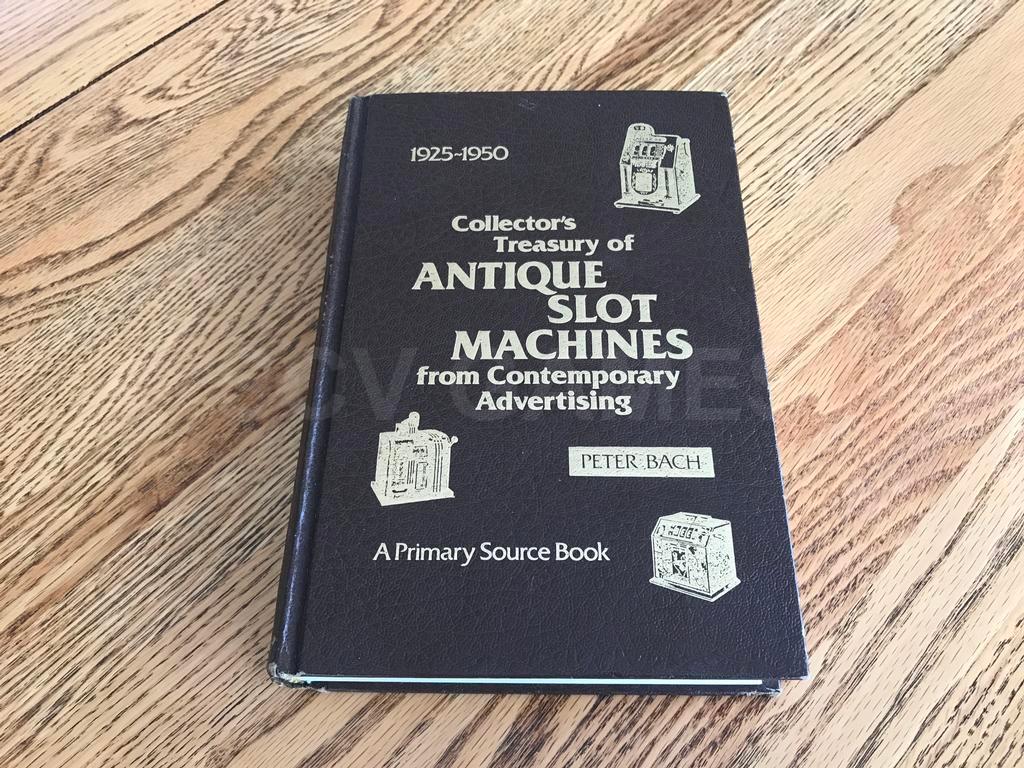 1925~1950
Collector's
Treasury of
ANTIQUE
SLOT
MACHINES
from Contemporary
Advertising
PETER BACH
A Primary Source Book